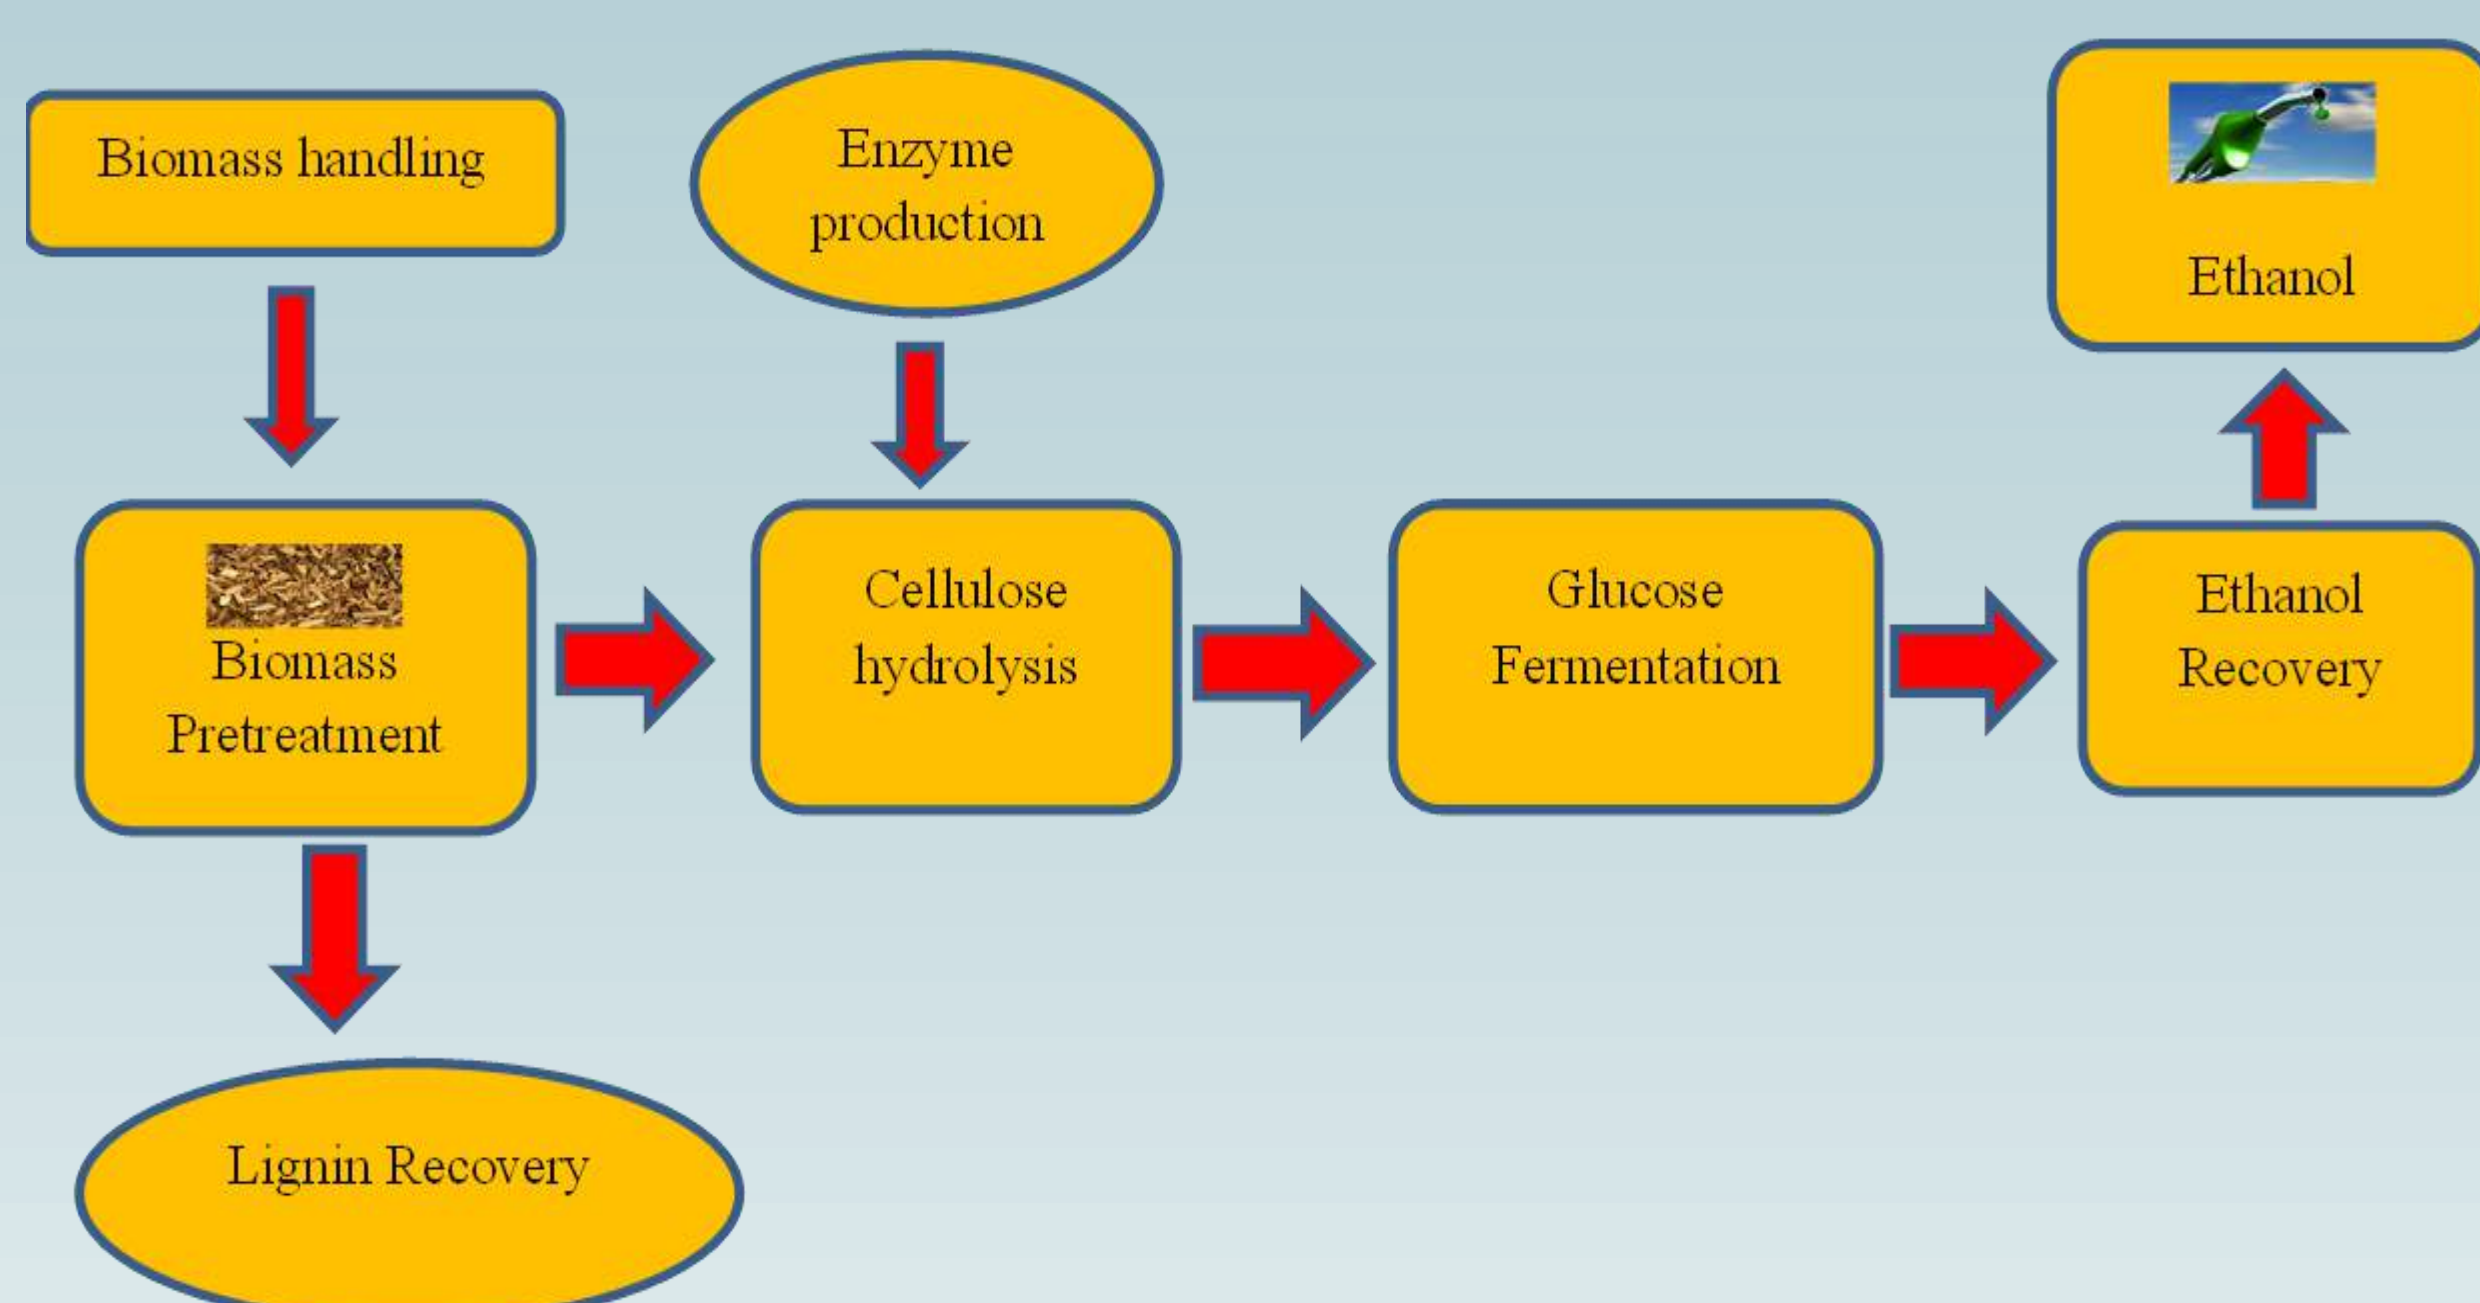 Biomass handling
Enzyme
production
Ethanol
Biomass
Pretreatment
Cellulose
hydrolysis
Glucose
Fermentation
Ethanol
Recovery
Lignin Recovery